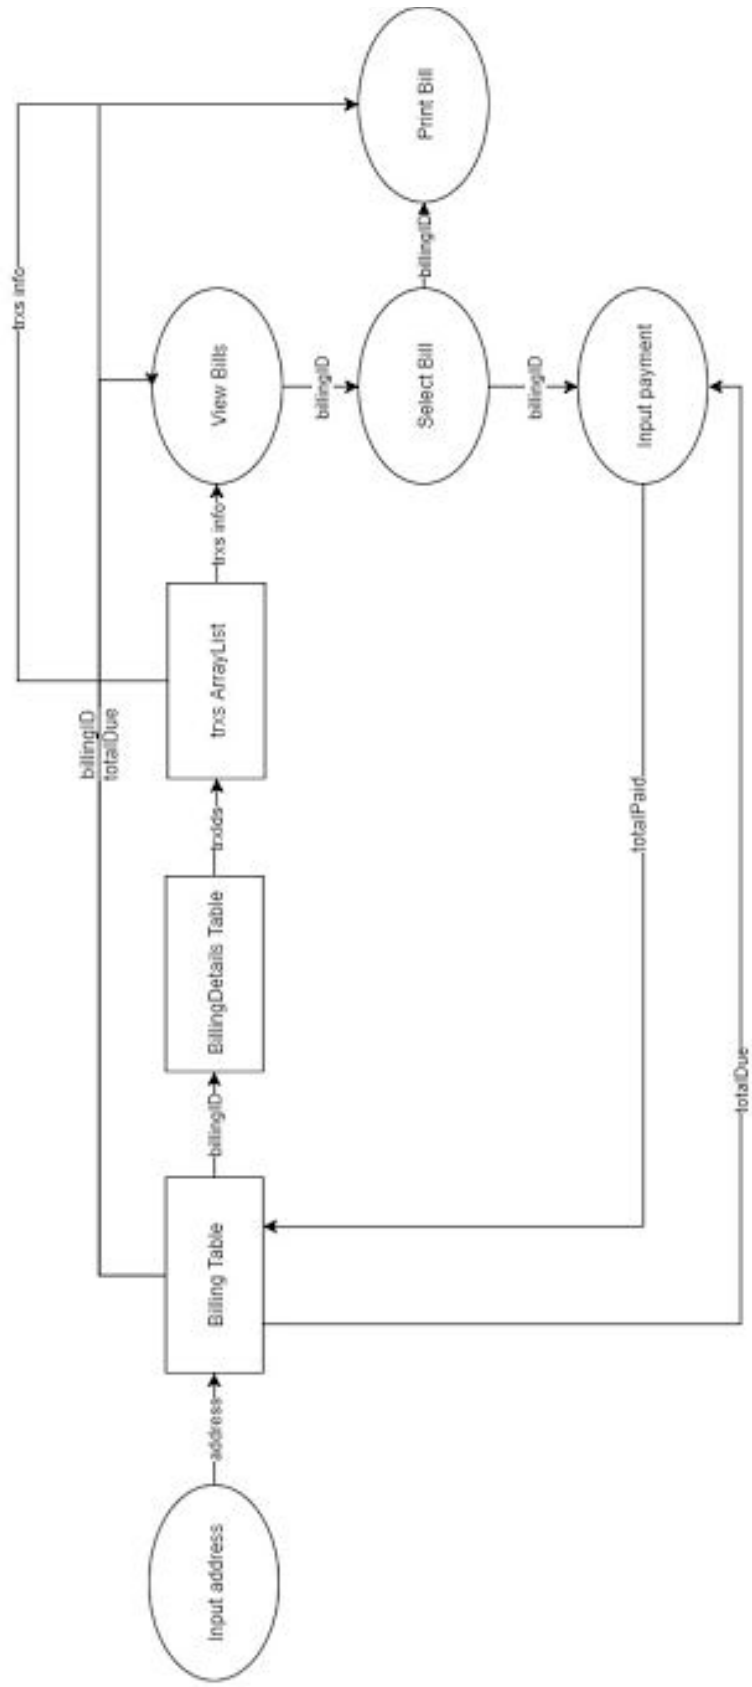 trxs info
billingID
totalDue
Input address
address
Billing Table
billingID
BillingDetails Table
trxIds
trxs ArrayList
trxs info
View Bills
billingID
Select Bill
billingID
Print Bill
billingID
Input payment
totalPaid
totalDue